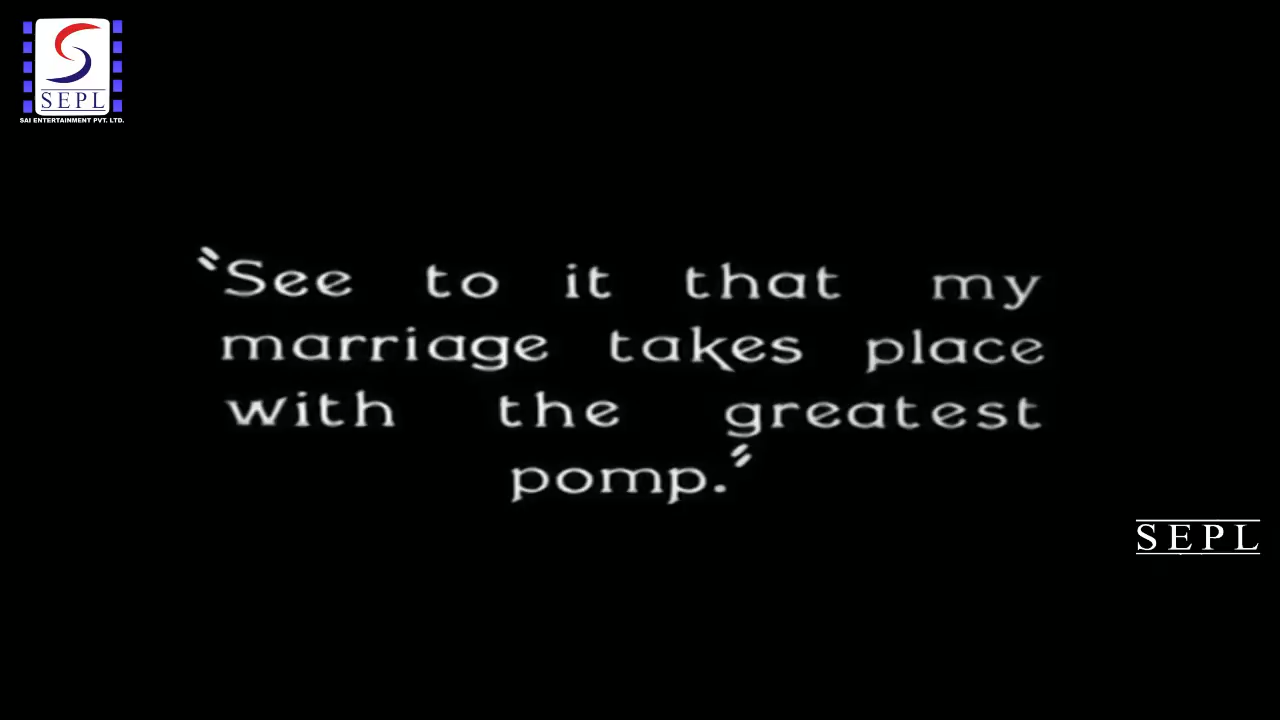 SEPL
SAI ENTERTAINMENT PVT. LTD.
"See to it that my
marriage takes place
with the greatest
pomp."
SEPL